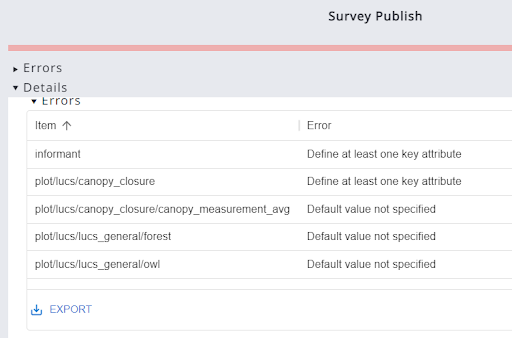 Survey Publish
Errors
Details
Errors
Item Error
informant Define at least one key attribute
plot/lucs/canopy_closure Define at least one key attribute
plot/lucs/canopy_closure/canopy_measurement_avg Default value not specified
plot/lucs/lucs_general/forest Default value not specified
plot/lucs/lucs_general/owl Default value not specified
EXPORT